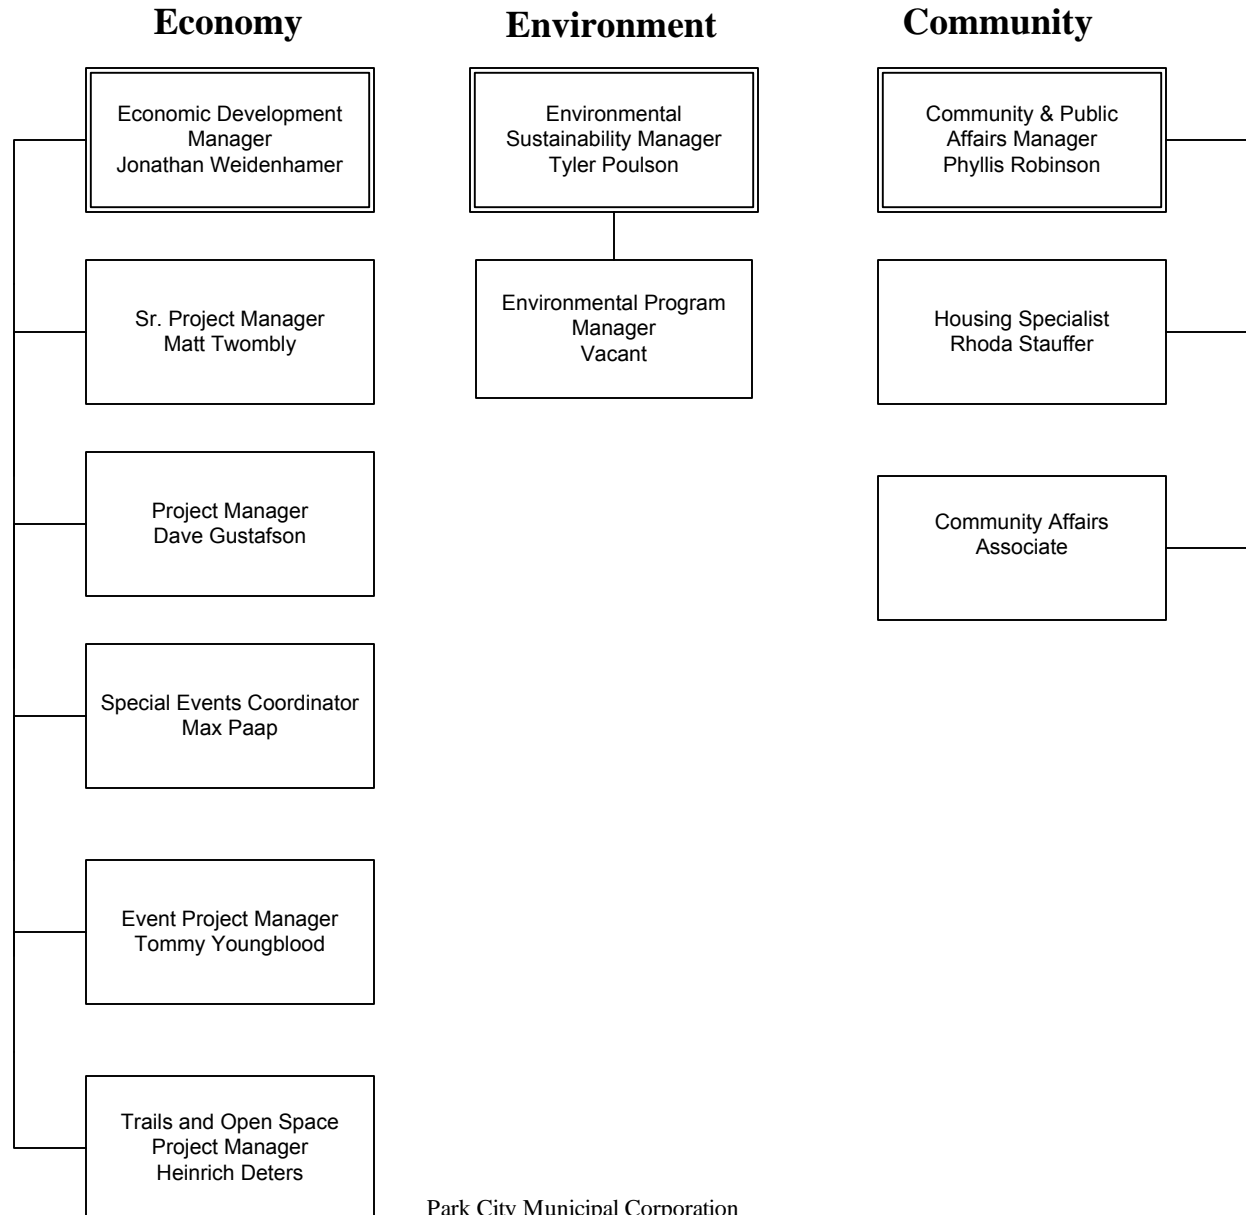 Economy
Environment
Community
Economic Development
Manager
Jonathan Weidenhamer
Environmental
Sustainability Manager
Tyler Poulson
Community & Public
Affairs Manager
Phyllis Robinson
Sr. Project Manager
Matt Twombly
Environmental Program
Manager
Vacant
Housing Specialist
Rhoda Stauffer
Project Manager
Dave Gustafson
Community Affairs
Associate
Special Events Coordinator
Max Paap
Event Project Manager
Tommy Youngblood
Trails and Open Space
Project Manager
Heinrich Deters
Park City Municipal Corporation